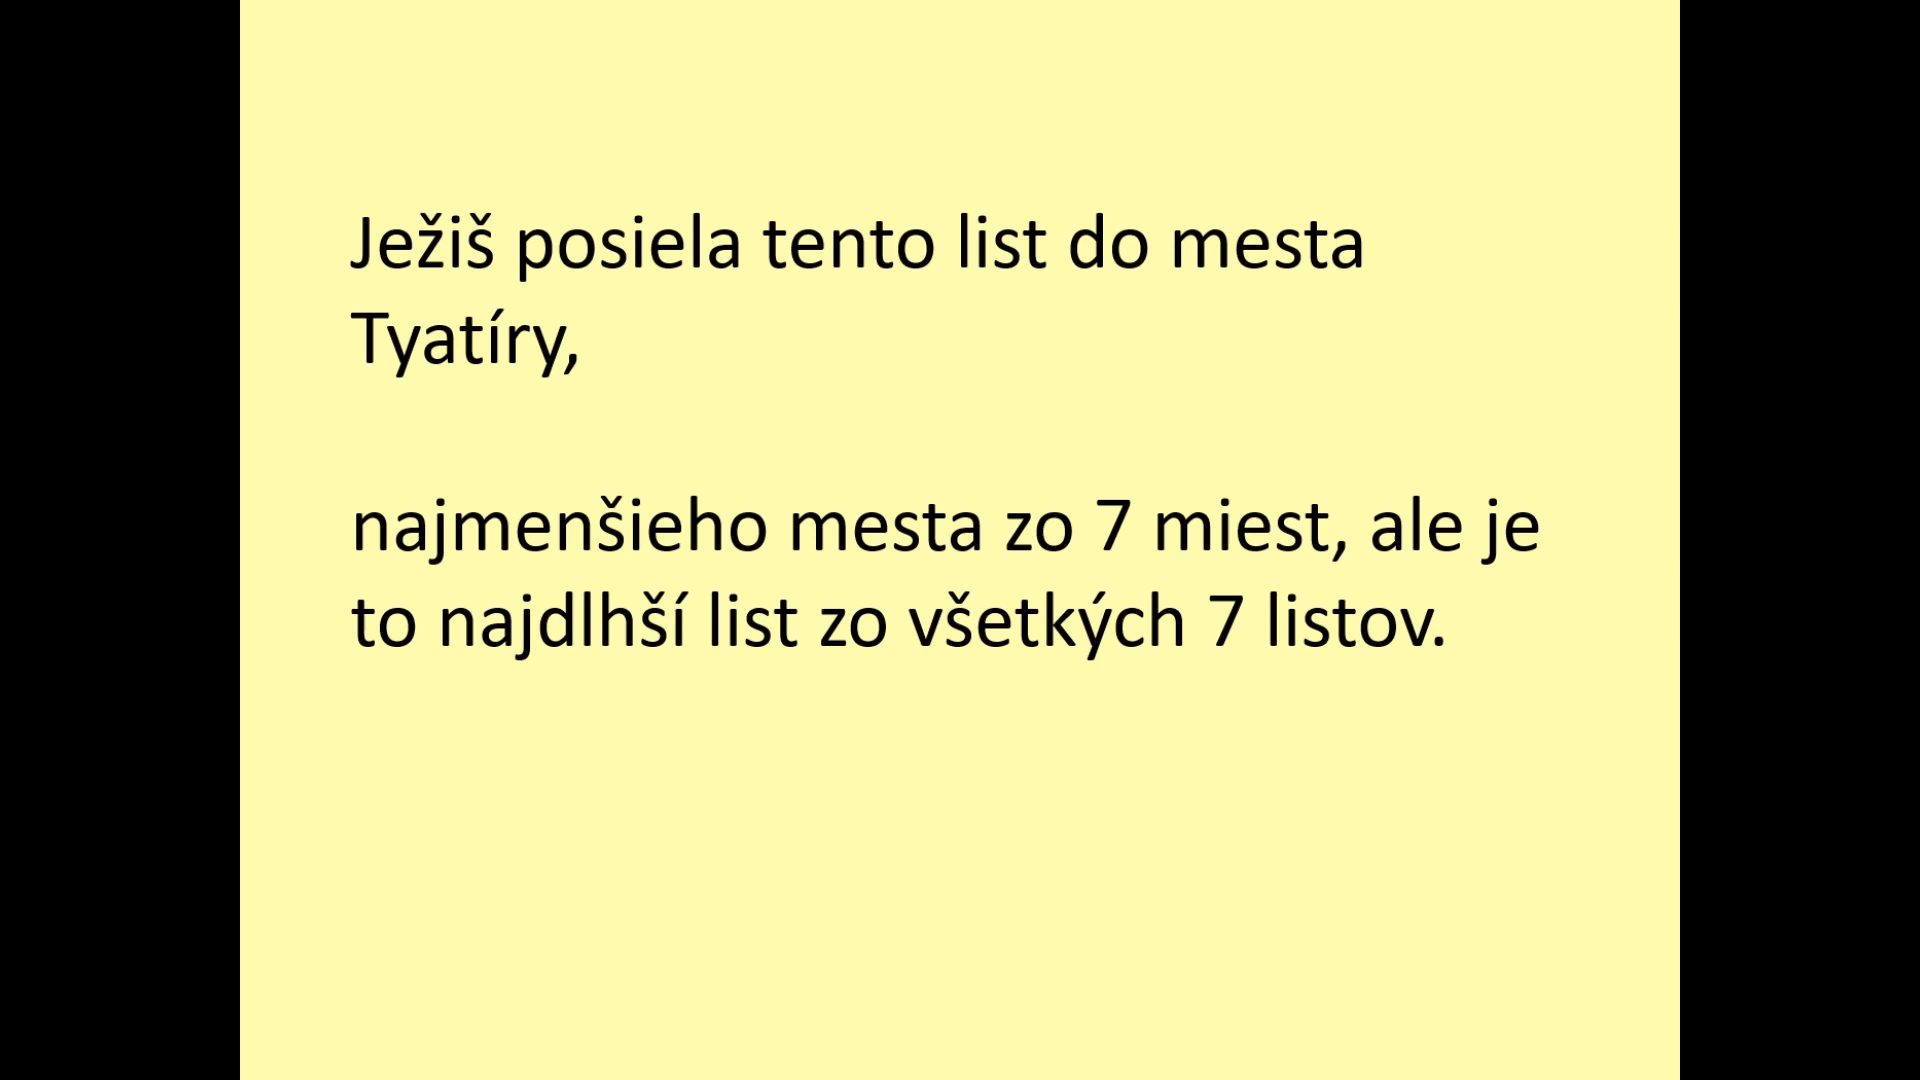 Ježiš posiela tento list do mesta
Tyatíry,
najmenšieho mesta zo 7 miest, ale je
to najdlhší list zo všetkých 7 listov.